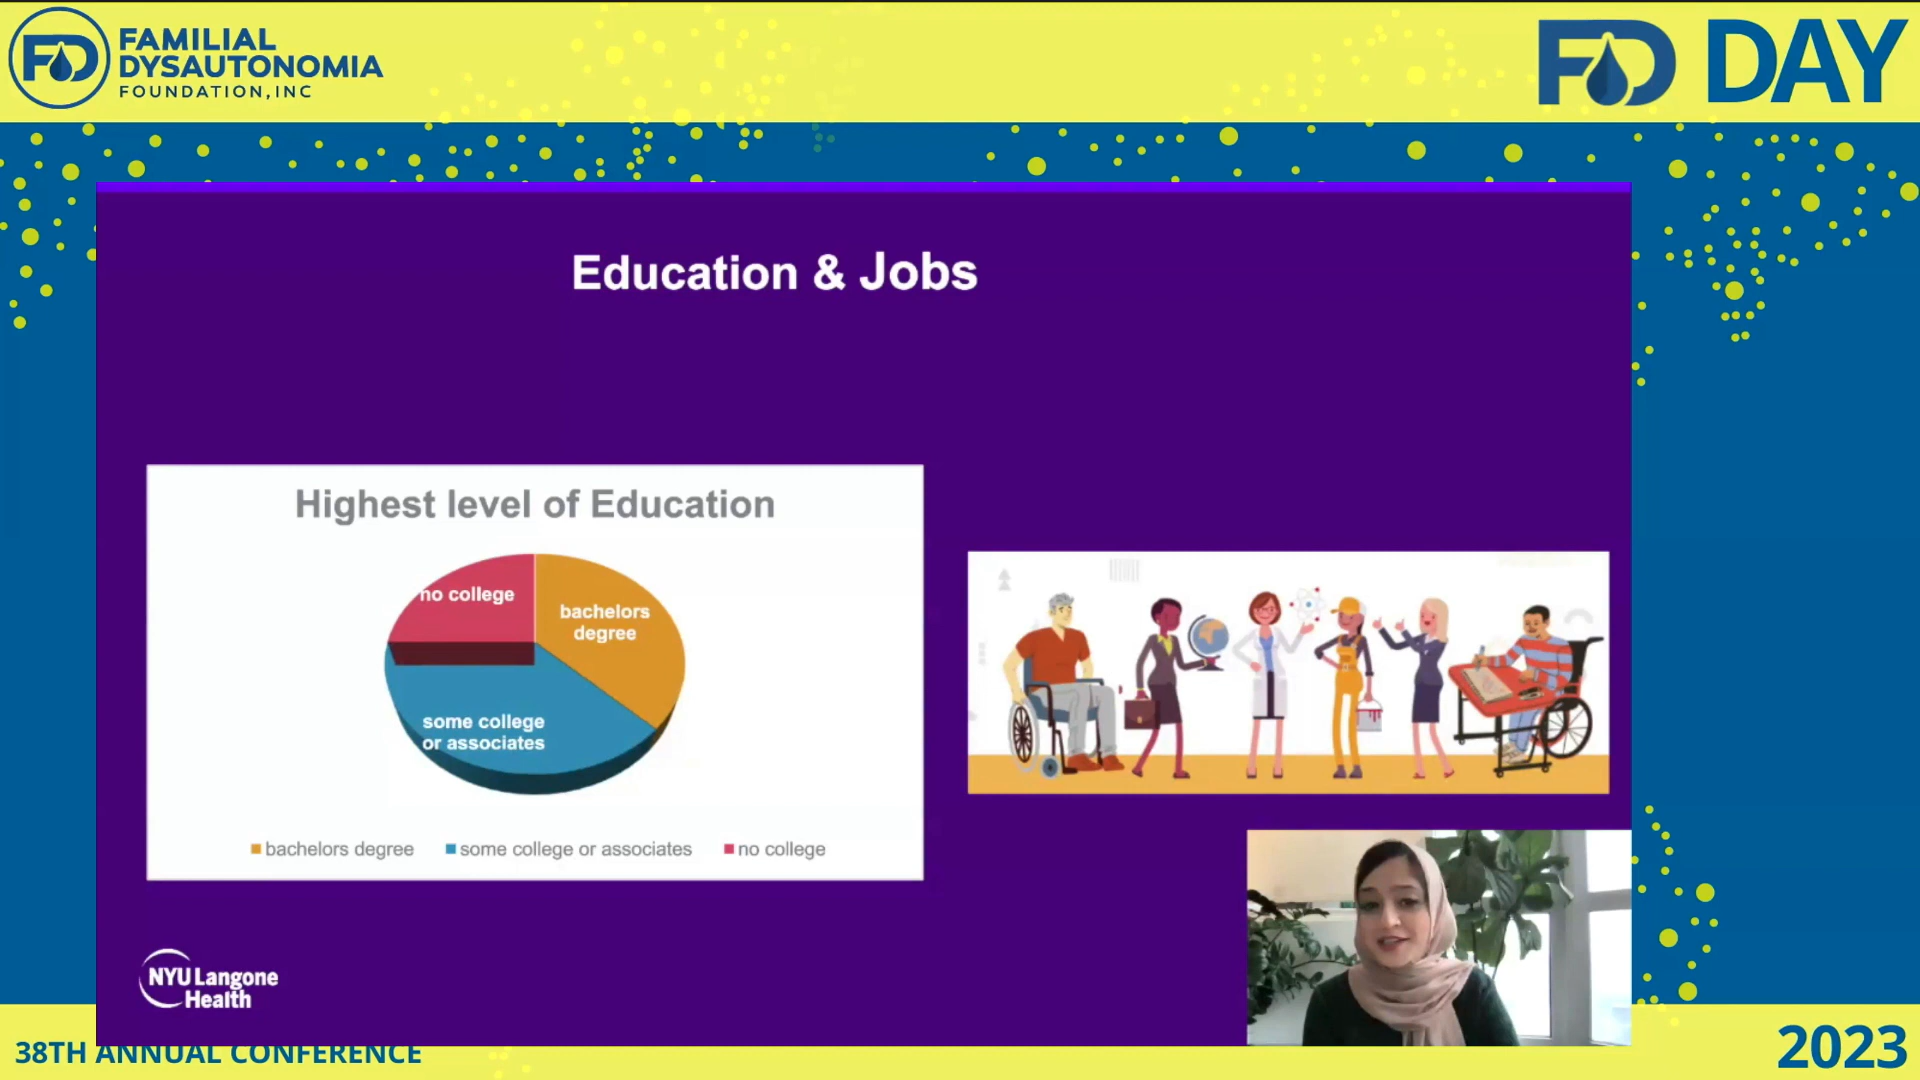 FD
FAMILIAL
DYSAUTONOMIA
FOUNDATION, INC
FD DAY
Education & Jobs
Highest level of Education
no college
bachelors
degree
some college
or associates
bachelors degree
some college or associates
no college
NYU Langone
Health
38TH ANNUAL CONFERENCE
2023